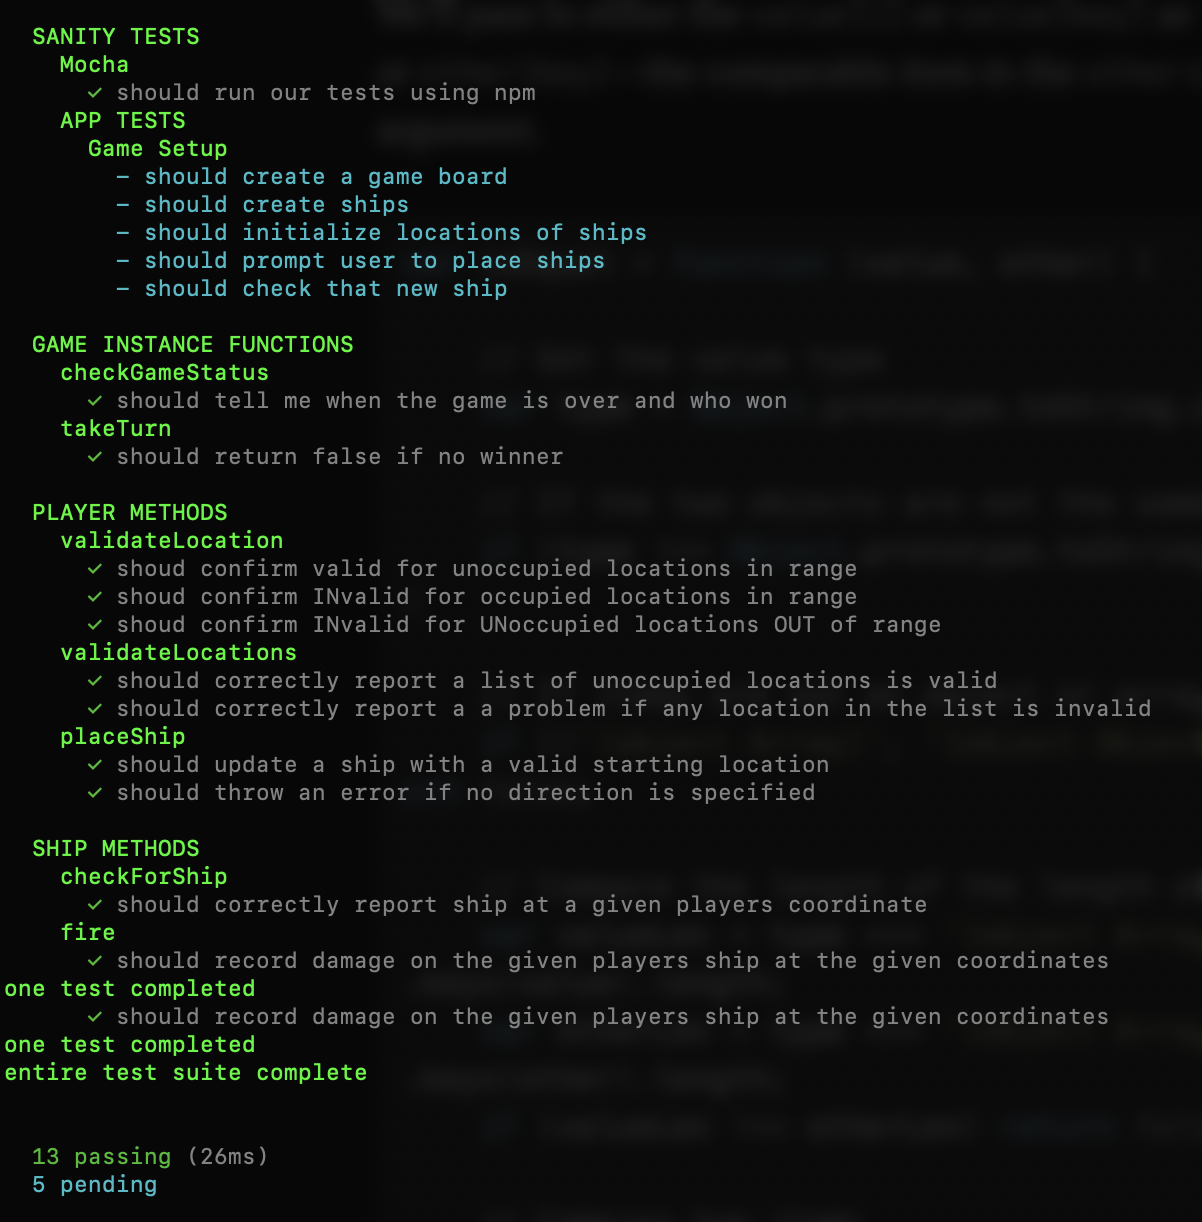 SANITY TESTS
Mocha
✓ should run our tests using npm
APP TESTS
Game Setup
– should create a game board
– should create ships
– should initialize locations of ships
– should prompt user to place ships
– should check that new ship
GAME INSTANCE FUNCTIONS
checkGameStatus
✓ should tell me when the game is over and who won
takeTurn
✓ should return false if no winner
PLAYER METHODS
validateLocation
✓ shoud confirm valid for unoccupied locations in range
✓ shoud confirm INvalid for occupied locations in range
✓ shoud confirm INvalid for UNoccupied locations OUT of range
validateLocations
✓ should correctly report a list of unoccupied locations is valid
✓ should correctly report a a problem if any location in the list is invalid
placeShip
✓ should update a ship with a valid starting location
✓ should throw an error if no direction is specified
SHIP METHODS
checkForShip
✓ should correctly report ship at a given players coordinate
fire
✓ should record damage on the given players ship at the given coordinates
one test completed
✓ should record damage on the given players ship at the given coordinates
one test completed
entire test suite complete
13 passing (26ms)
5 pending